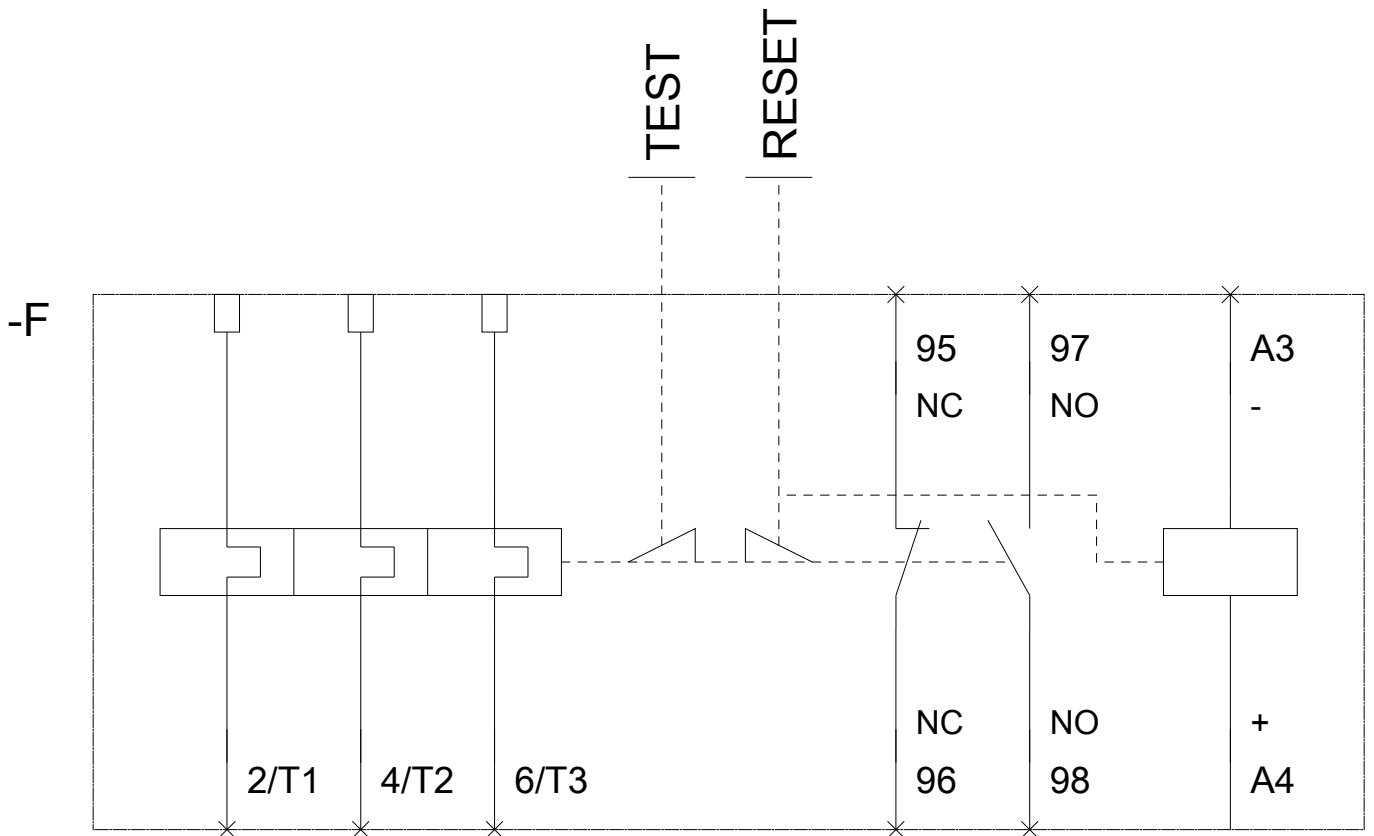 TEST
RESET
-F
95 97 A3
NC NO -
NC NO +
2/T1 4/T2 6/T3 96 98 A4